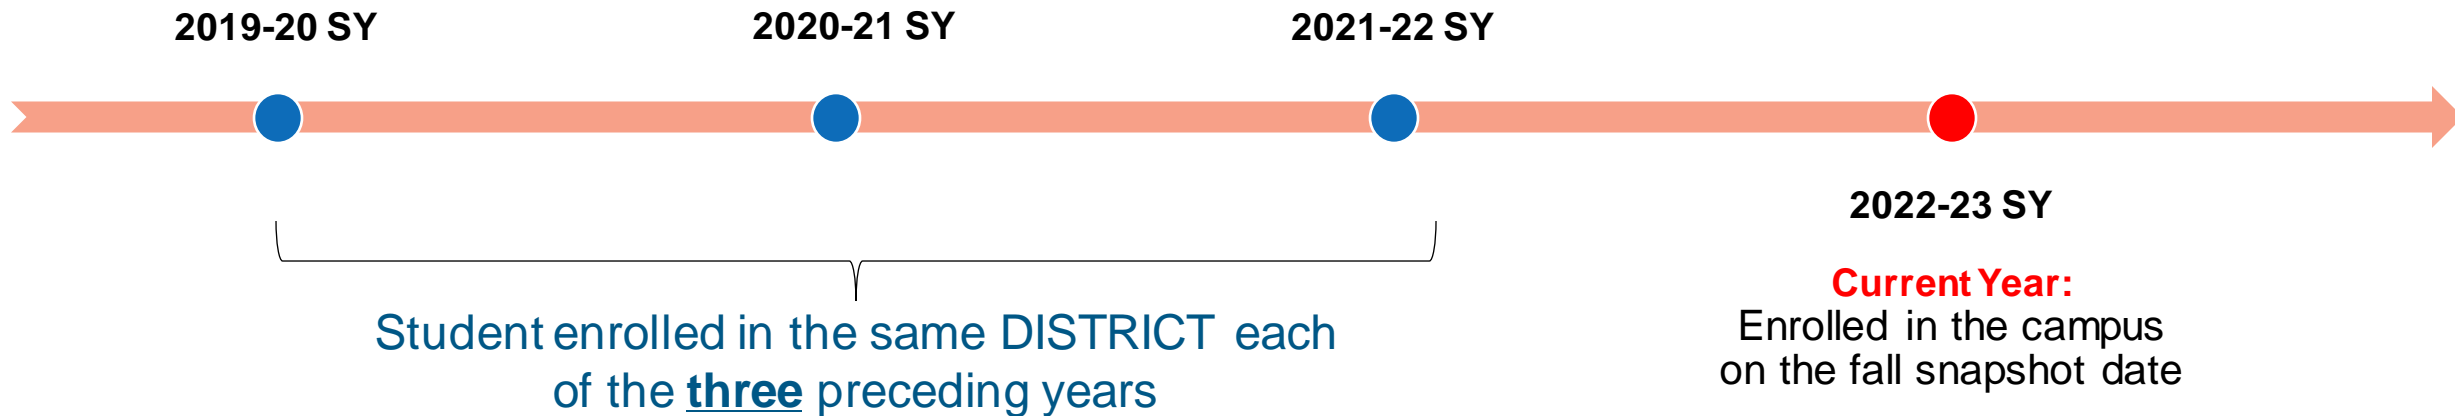 2019-20 SY
2020-21 SY
2021-22 SY
2022-23 SY
Current Year:
Enrolled in the campus
on the fall snapshot date
Student enrolled in the same DISTRICT each
of the three preceding years